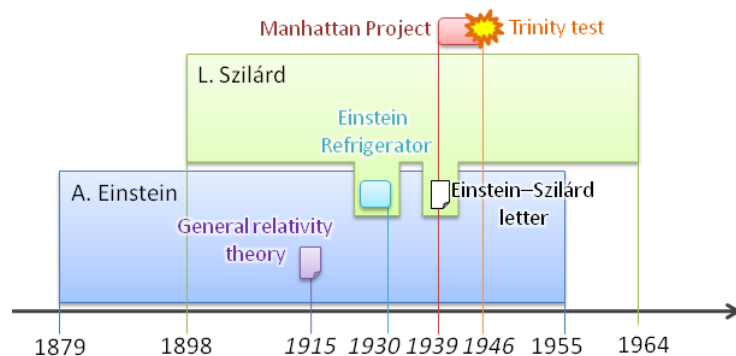 Manhattan Project
Trinity test
L. Szilárd
Einstein
Refrigerator
A. Einstein
Einstein–Szilárd
letter
General relativity
theory
1879 1898 1915 1930 1939 1946 1955 1964